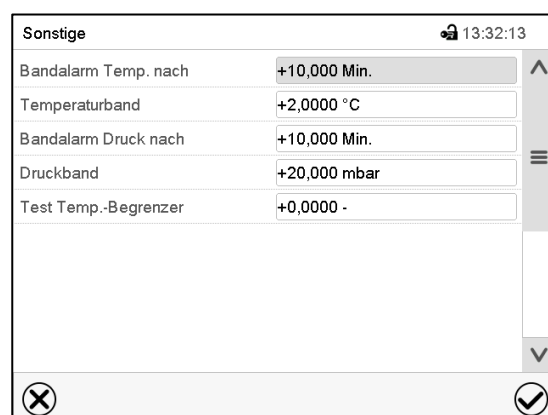 Sonstige 13:32:13
Bandalarm Temp. nach +10,000 Min.
Temperaturband +2,0000 °C
Bandalarm Druck nach +10,000 Min.
Druckband +20,000 mbar
Test Temp.-Begrenzer +0,0000 -